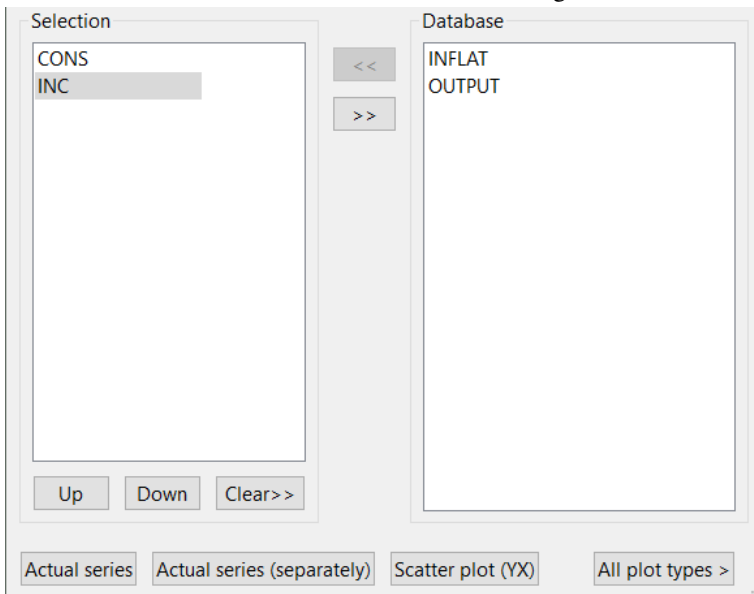 Selection
CONS
INC
<<
>>
Up
Down
Clear>>
Database
INFLAT
OUTPUT
Actual series
Actual series (separately)
Scatter plot (YX)
All plot types >